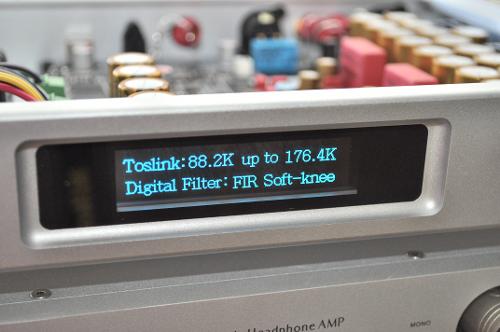 Toslink:88.2K up to 176.4K
Digital Filter: FIR Soft-knee
Headphone AMP
MONO